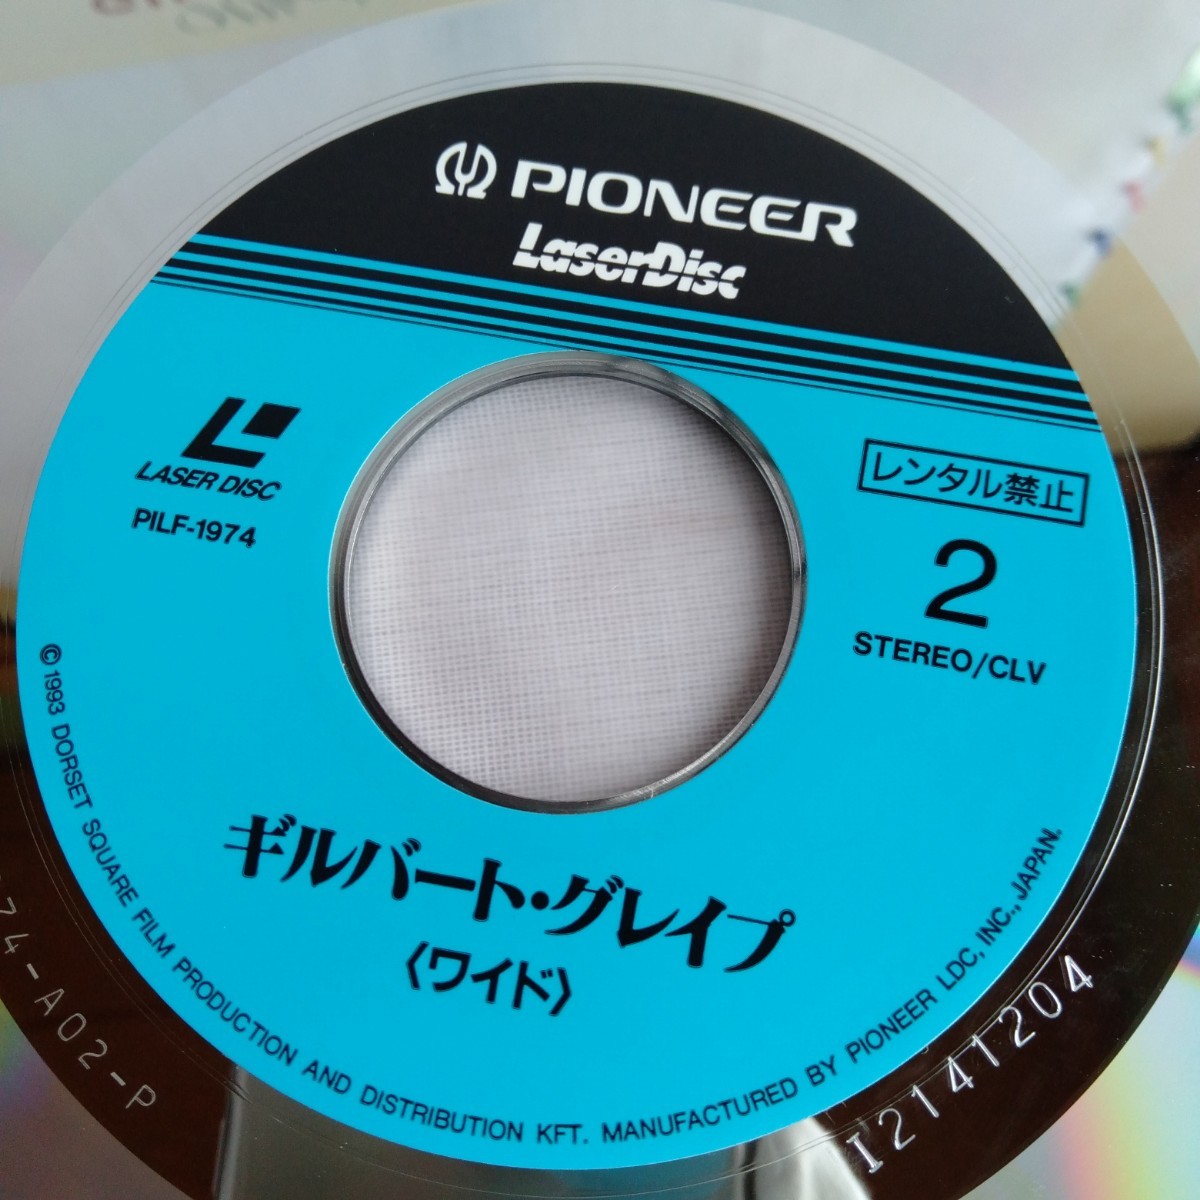 PIONEER
LaserDisc
LASER DISC
PILF-1974
レンタル禁止
2
STEREO/CLV
ギルバート・グレイプ
〈ワイド〉
© 1993 DORSET SQUARE FILM PRODUCTION AND DISTRIBUTION KFT. MANUFACTURED BY PIONEER LDC, INC., JAPAN.
74-A02-P
I2141204